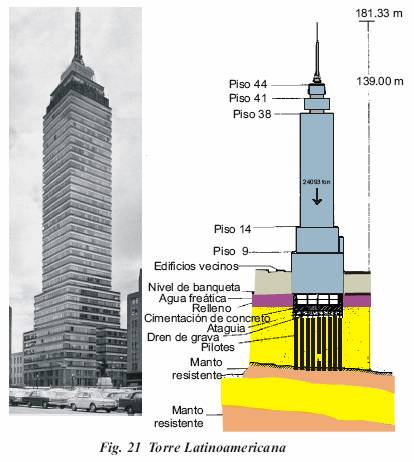 181.33 m
Piso 44
139.00 m
Piso 41
Piso 38
24093 ton
Piso 14
Piso 9
Edificios vecinos
Nivel de banqueta
Agua freática
Relleno
Cimentación de concreto
Ataguia
Dren de grava
Pilotes
Manto
resistente
Manto
resistente
Fig. 21 Torre Latinoamericana